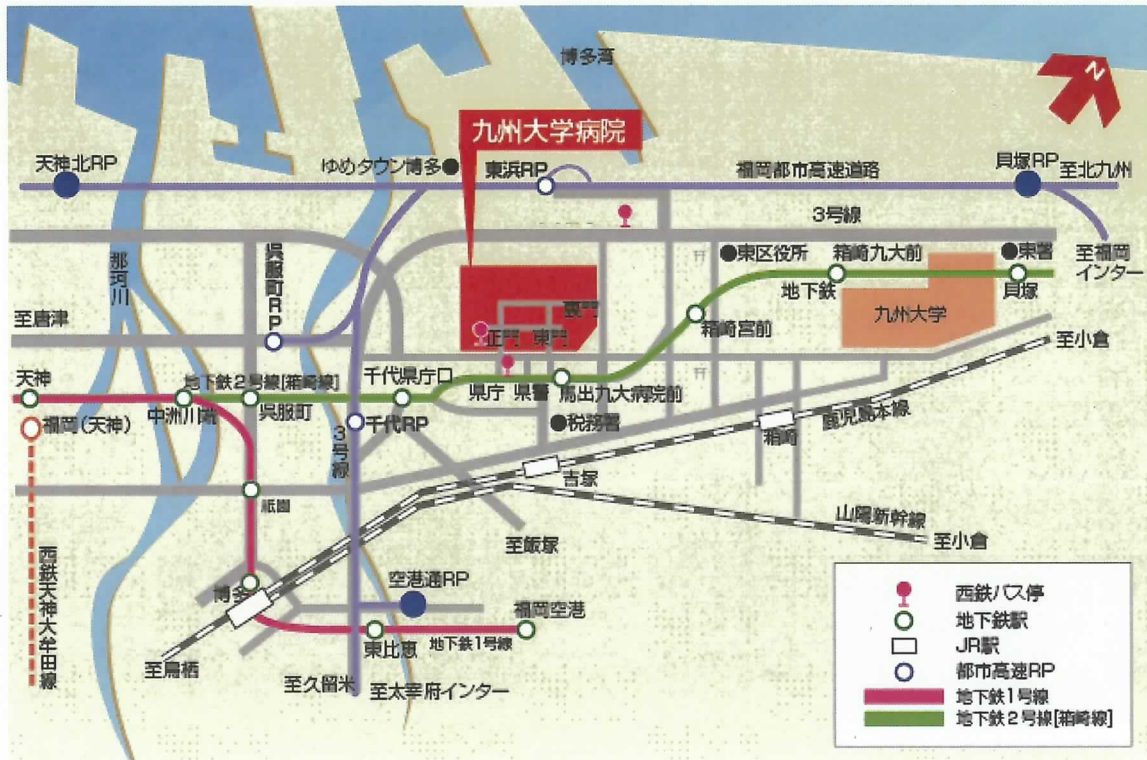 博多湾
N
九州大学病院
天神北RP
ゆめタウン博多
東浜RP
福岡都市高速道路
貝塚RP
至北九州
3号線
那珂川
呉服町RP
東区役所
箱崎九大前
東署
至福岡
インター
地下鉄
貝塚
九州大学
至唐津
裏門
正門
東門
箱崎宮前
至小倉
天神
地下鉄2号線[箱崎線]
千代県庁口
中洲川端
呉服町
県庁
県警
馬出九大病院前
福岡(天神)
千代RP
税務署
3号線
箱崎
鹿児島本線
吉塚
祇園
山陽新幹線
至飯塚
至小倉
西鉄天神大牟田線
博多
空港通RP
福岡空港
東比恵
地下鉄1号線
至鳥栖
至久留米
至太宰府インター
西鉄バス停
地下鉄駅
JR駅
都市高速RP
地下鉄1号線
地下鉄2号線[箱崎線]